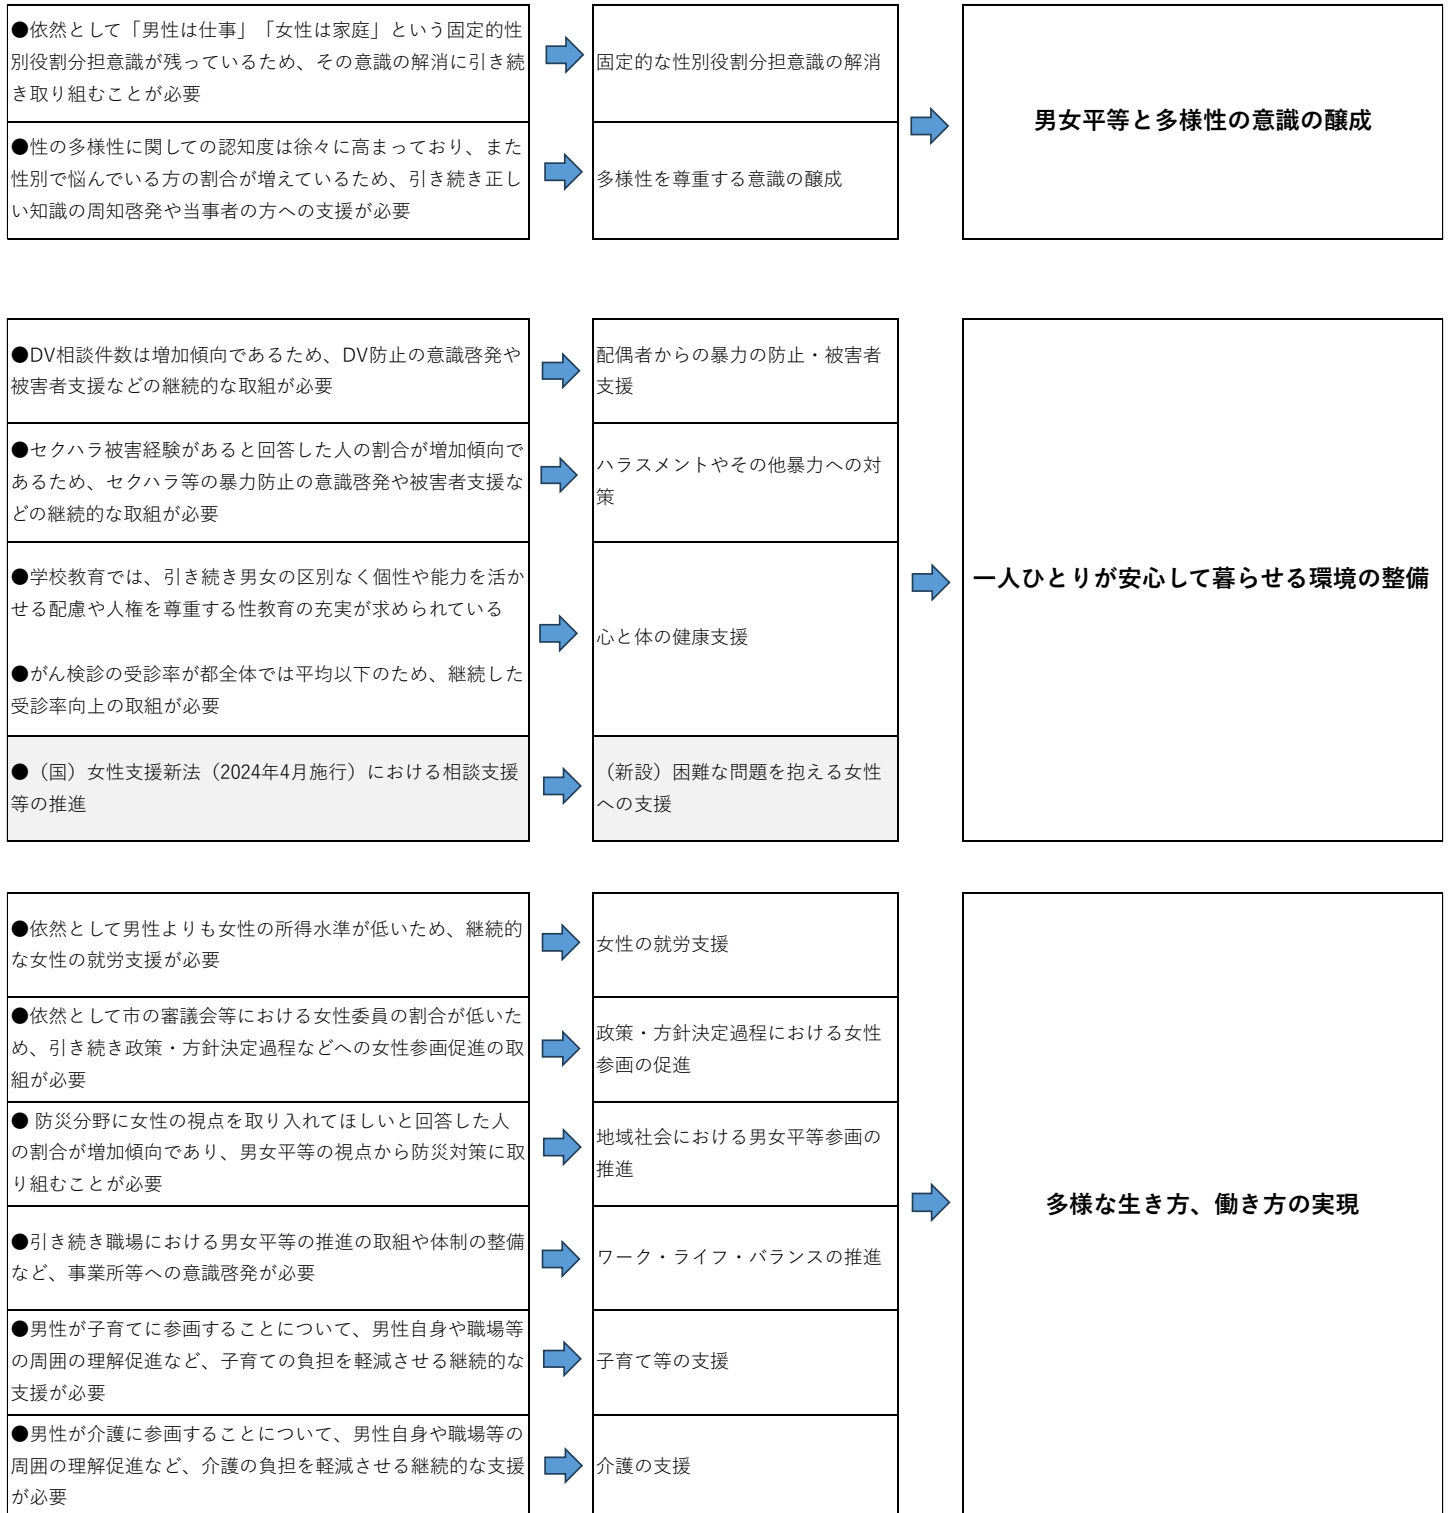 ●依然として「男性は仕事」「女性は家庭」という固定的性
別役割分担意識が残っているため、その意識の解消に引き続
き取り組むことが必要
固定的な性別役割分担意識の解消
●性の多様性に関しての認知度は徐々に高まっており、また
性別で悩んでいる方の割合が増えているため、引き続き正し
い知識の周知啓発や当事者の方への支援が必要
多様性を尊重する意識の醸成
男女平等と多様性の意識の醸成
●DV相談件数は増加傾向であるため、DV防止の意識啓発や
被害者支援などの継続的な取組が必要
配偶者からの暴力の防止・被害者
支援
●セクハラ被害経験があると回答した人の割合が増加傾向で
あるため、セクハラ等の暴力防止の意識啓発や被害者支援な
どの継続的な取組が必要
ハラスメントやその他暴力への対
策
●学校教育では、引き続き男女の区別なく個性や能力を活か
せる配慮や人権を尊重する性教育の充実が求められている
●がん検診の受診率が都全体では平均以下のため、継続した
受診率向上の取組が必要
心と体の健康支援
●（国）女性支援新法（2024年4月施行）における相談支援
等の推進
（新設）困難な問題を抱える女性
への支援
一人ひとりが安心して暮らせる環境の整備
●依然として男性よりも女性の所得水準が低いため、継続的
な女性の就労支援が必要
女性の就労支援
●依然として市の審議会等における女性委員の割合が低いた
め、引き続き政策・方針決定過程などへの女性参画促進の取
組が必要
政策・方針決定過程における女性
参画の促進
● 防災分野に女性の視点を取り入れてほしいと回答した人
の割合が増加傾向であり、男女平等の視点から防災対策に取
り組むことが必要
地域社会における男女平等参画の
推進
●引き続き職場における男女平等の推進の取組や体制の整備
など、事業所等への意識啓発が必要
ワーク・ライフ・バランスの推進
●男性が子育てに参画することについて、男性自身や職場等
の周囲の理解促進など、子育ての負担を軽減させる継続的な
支援が必要
子育て等の支援
●男性が介護に参画することについて、男性自身や職場等の
周囲の理解促進など、介護の負担を軽減させる継続的な支援
が必要
介護の支援
多様な生き方、働き方の実現